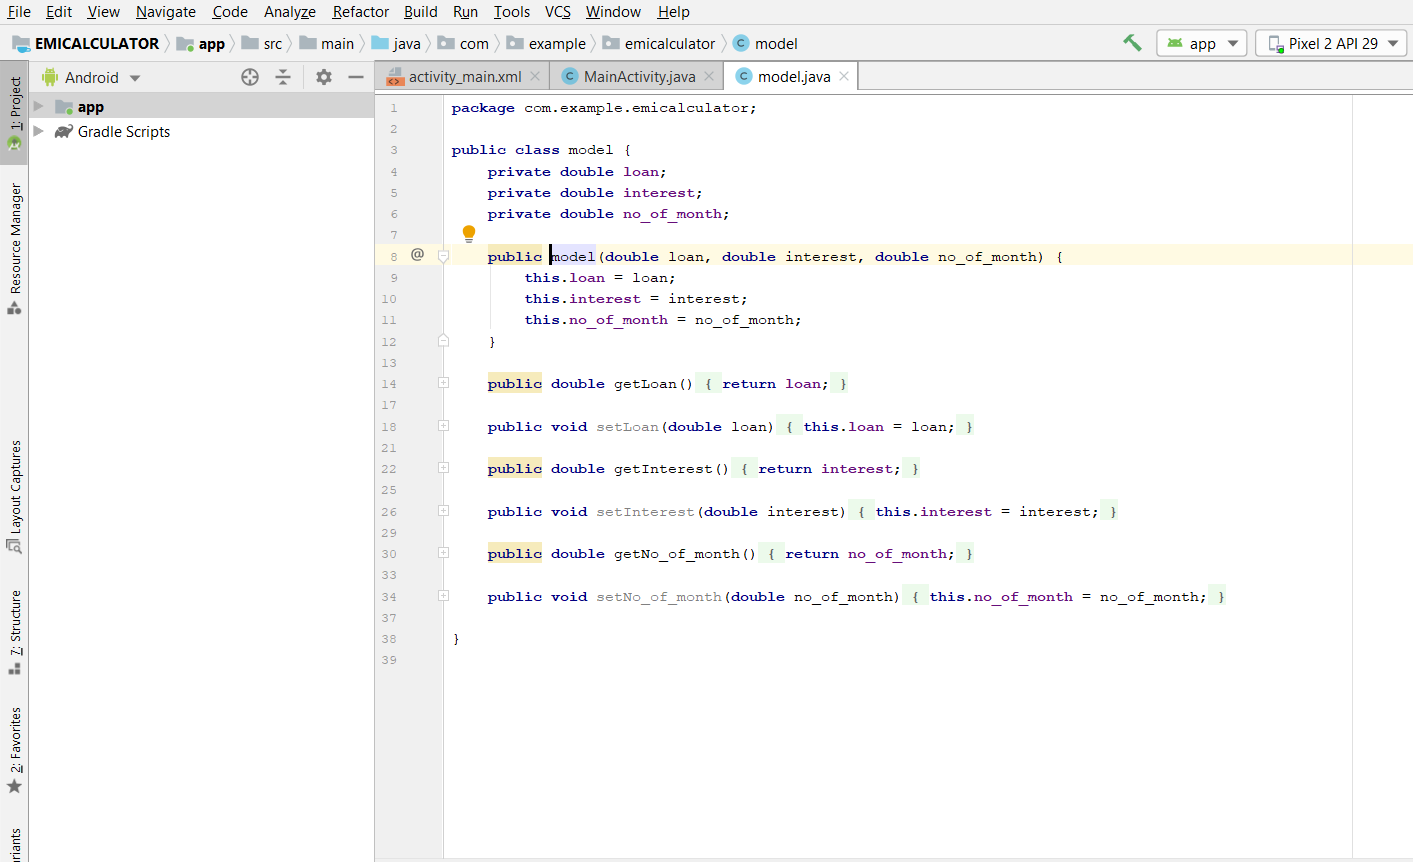 File Edit View Navigate Code Analyze Refactor Build Run Tools VCS Window Help
EMICALCULATOR app src main java com example emicalculator model app Pixel 2 API 29
Android
activity_main.xml MainActivity.java model.java
app
Gradle Scripts
1: Project
Resource Manager
Layout Captures
7: Structure
2: Favorites
riants
1 package com.example.emicalculator;
2
3 public class model {
4 private double loan;
5 private double interest;
6 private double no_of_month;
7
8 @ public model(double loan, double interest, double no_of_month) {
9 this.loan = loan;
10 this.interest = interest;
11 this.no_of_month = no_of_month;
12 }
13
14 public double getLoan() { return loan; }
17
18 public void setLoan(double loan) { this.loan = loan; }
21
22 public double getInterest() { return interest; }
25
26 public void setInterest(double interest) { this.interest = interest; }
29
30 public double getNo_of_month() { return no_of_month; }
33
34 public void setNo_of_month(double no_of_month) { this.no_of_month = no_of_month; }
37
38 }
39